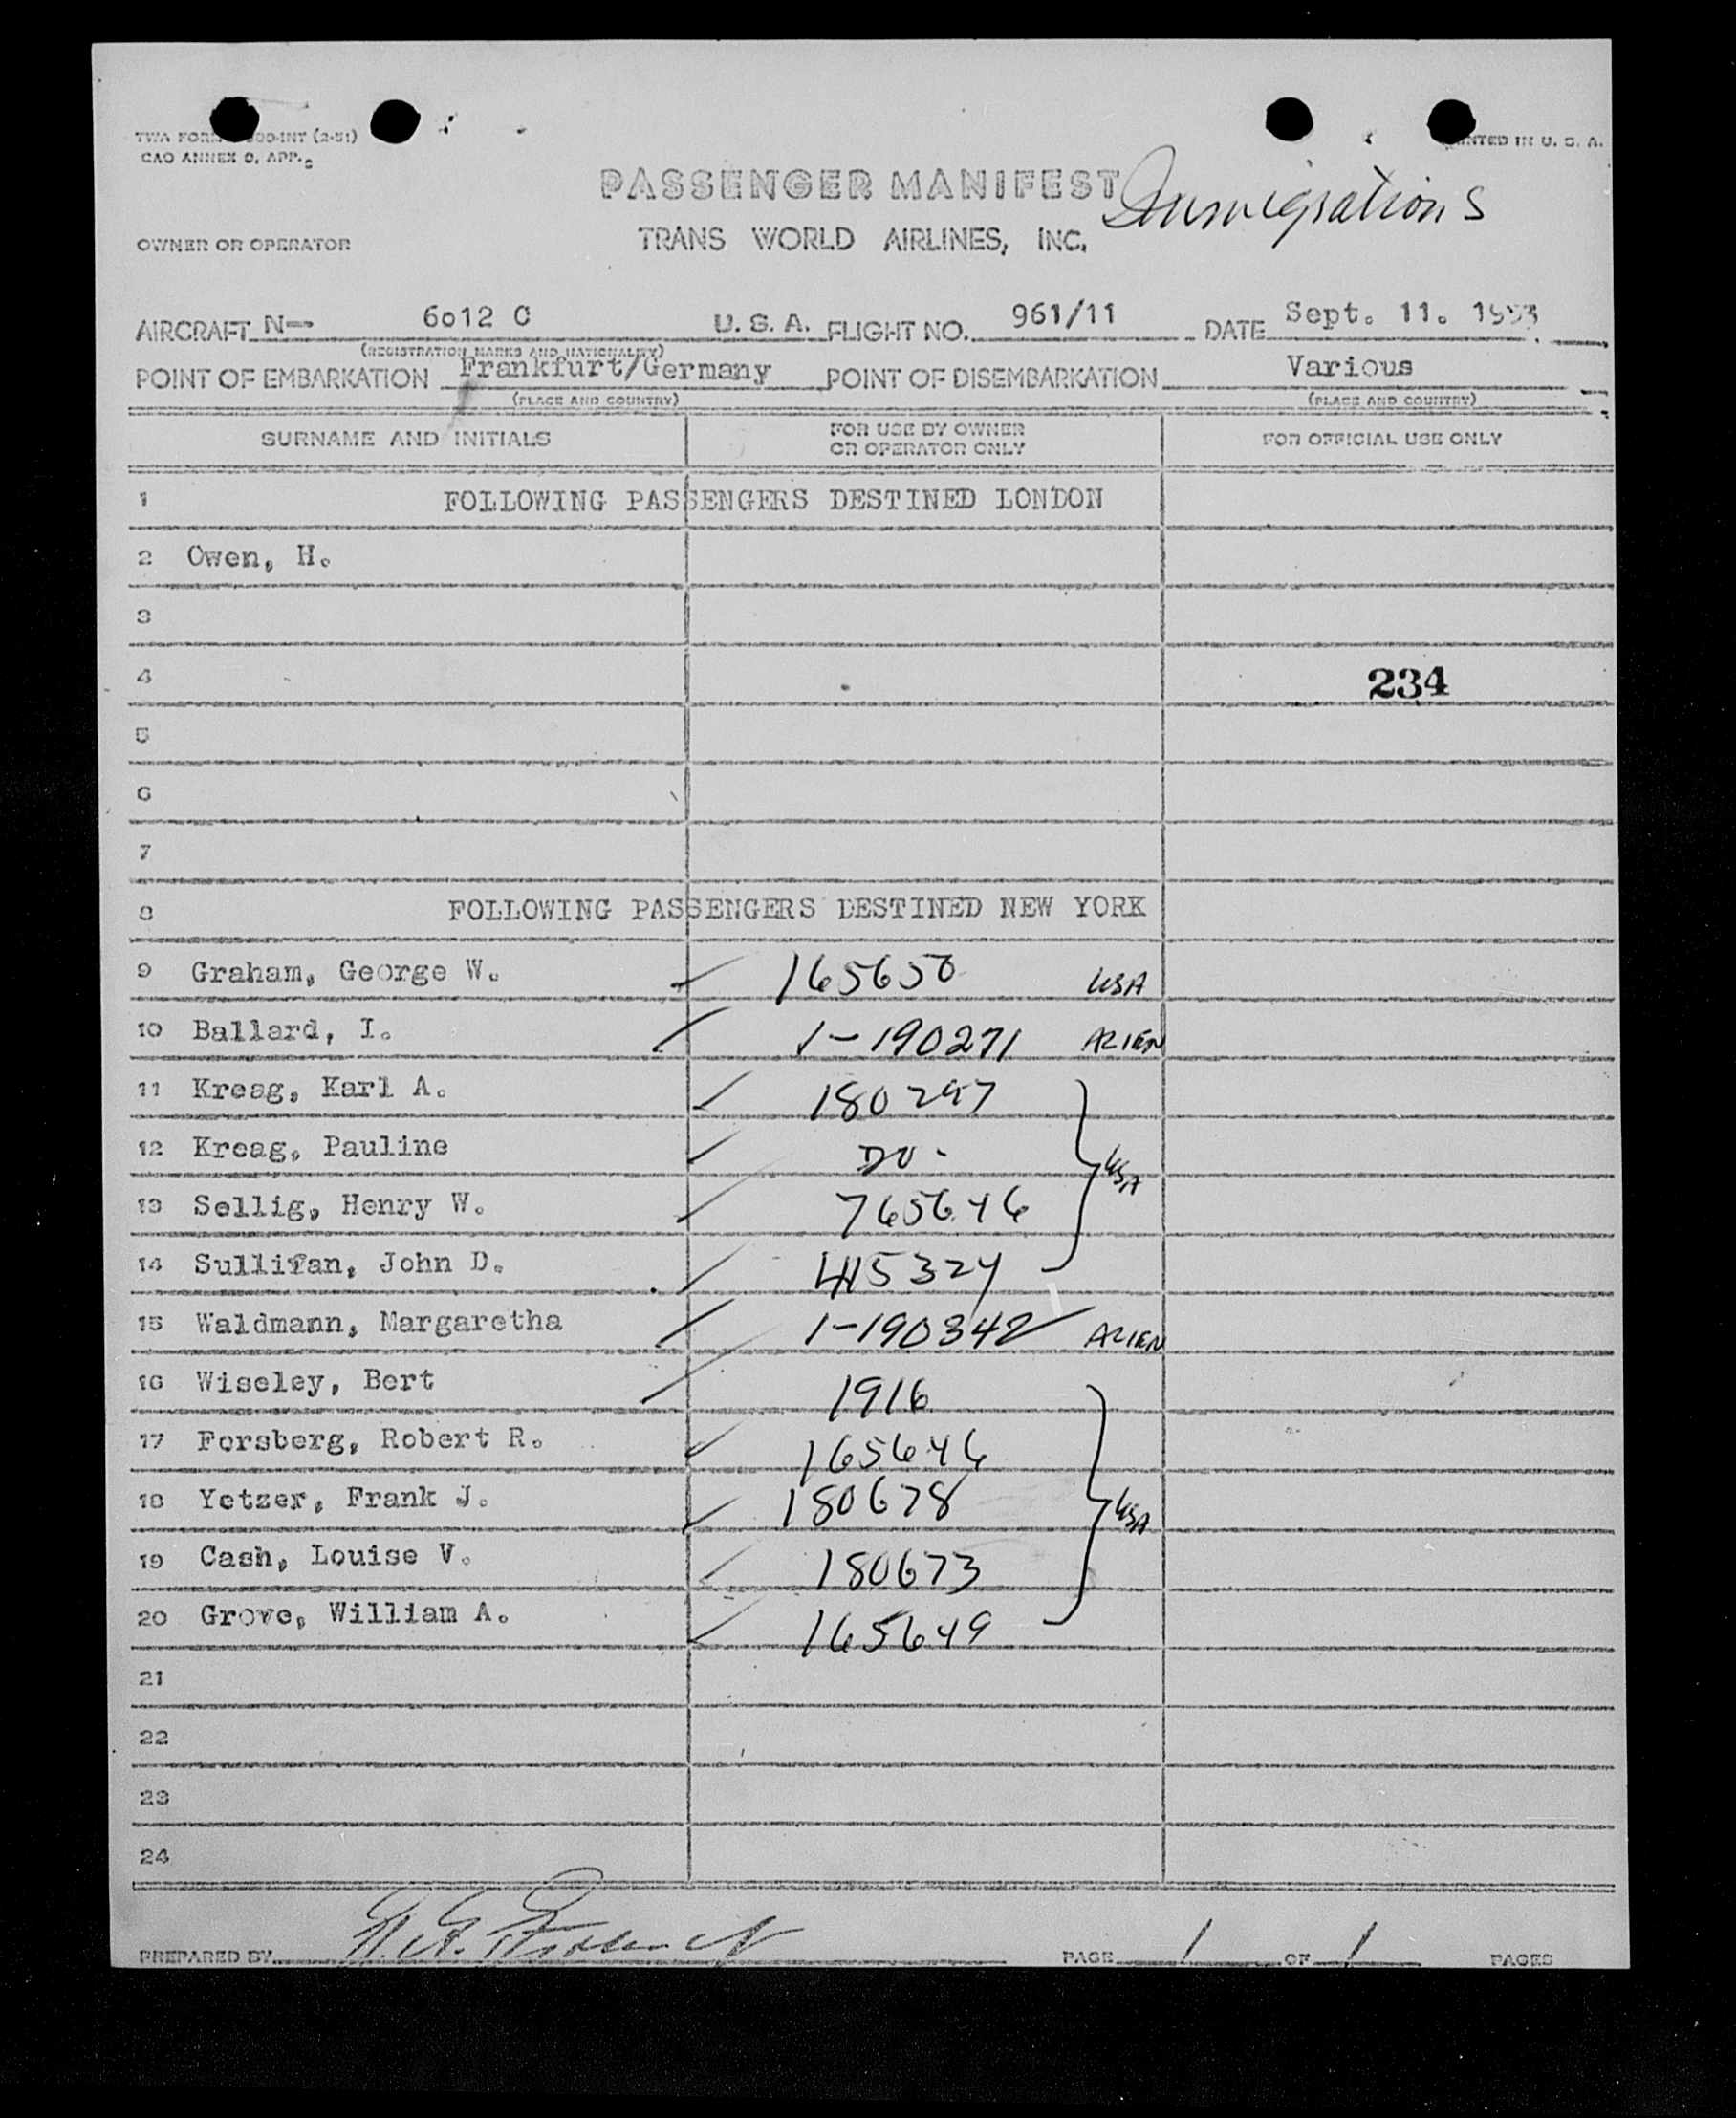 TWA FORM 00-INT (2-51)
CAO ANNEX 9, APP. 2
PRINTED IN U. S. A.
PASSENGER MANIFEST
Immigrations
OWNER OR OPERATOR
TRANS WORLD AIRLINES, INC.
AIRCRAFT N- 6012 C U. S. A. FLIGHT NO. 961/11 DATE Sept. 11. 1953
(REGISTRATION MARKS AND NATIONALITY)
POINT OF EMBARKATION Frankfurt/Germany POINT OF DISEMBARKATION Various
(PLACE AND COUNTRY) (PLACE AND COUNTRY)
SURNAME AND INITIALS FOR USE BY OWNER OR OPERATOR ONLY FOR OFFICIAL USE ONLY
1 FOLLOWING PASSENGERS DESTINED LONDON
2 Owen, H.
3
4 234
5
6
7
8 FOLLOWING PASSENGERS DESTINED NEW YORK
9 Graham, George W. 165650 USA
10 Ballard, I. 1-190271 ALIEN
11 Kreag, Karl A. 180297
12 Kreag, Pauline DO. USA
13 Sellig, Henry W. 765646
14 Sullifan, John D. 415324
15 Waldmann, Margaretha 1-190342 ALIEN
16 Wiseley, Bert 1916
17 Forsberg, Robert R. 165646
18 Yetzer, Frank J. 180678 USA
19 Cash, Louise V. 180673
20 Grove, William A. 165649
21
22
23
24
PREPARED BY PAGE 1 OF 1 PAGES